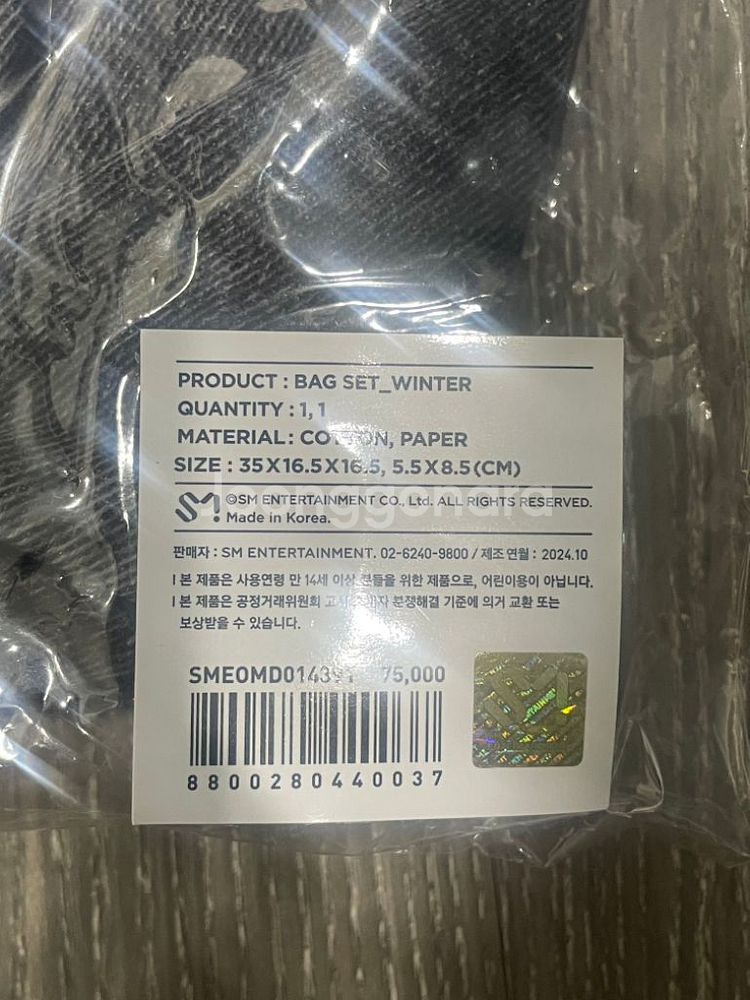 PRODUCT : BAG SET_WINTER
QUANTITY : 1, 1
MATERIAL : COTTON, PAPER
SIZE : 35X16.5X16.5, 5.5X8.5(CM)
SM ©SM ENTERTAINMENT CO., Ltd. ALL RIGHTS RESERVED.
Made in Korea.
Joonggonara
판매자 : SM ENTERTAINMENT. 02-6240-9800 / 제조연월 : 2024.10
l 본 제품은 사용연령 만 14세 이상 분들을 위한 제품으로, 어린이용이 아닙니다.
l 본 제품은 공정거래위원회 분쟁해결 기준에 의거 교환 또는
보상받을 수 있습니다.
75,000
8800280440037